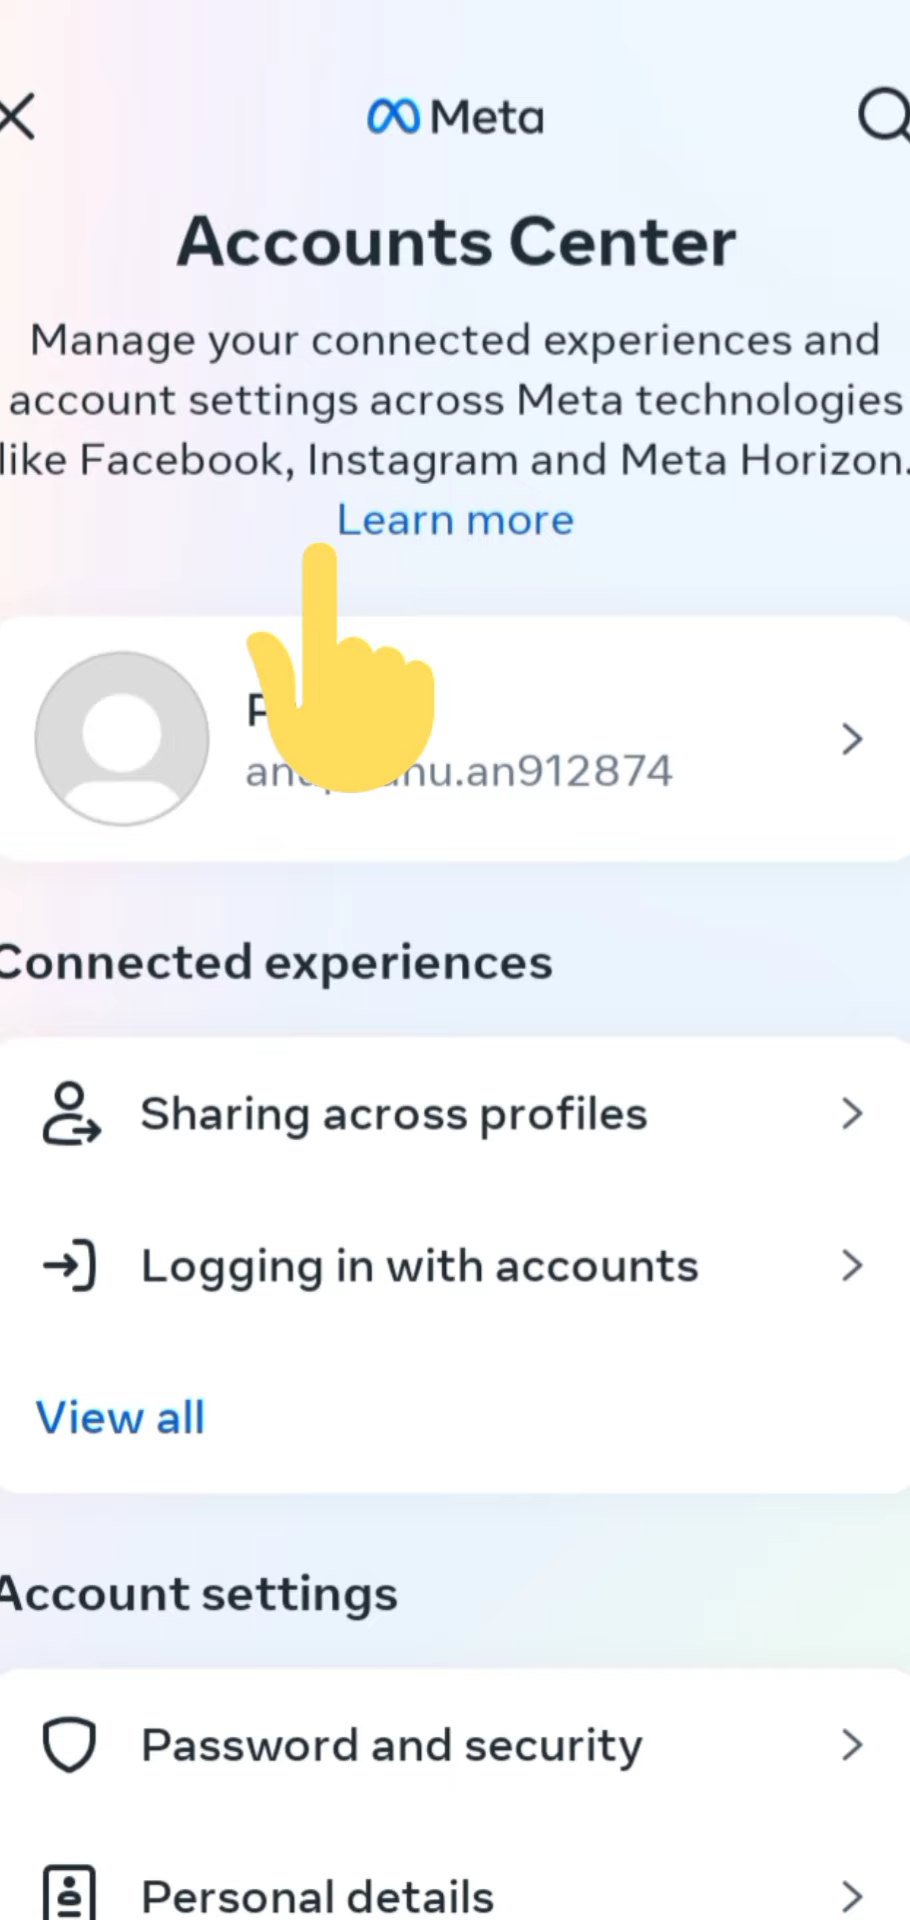 Meta
Accounts Center
Manage your connected experiences and
account settings across Meta technologies
like Facebook, Instagram and Meta Horizon.
Learn more
Connected experiences
Sharing across profiles
Logging in with accounts
View all
Account settings
Password and security
Personal details